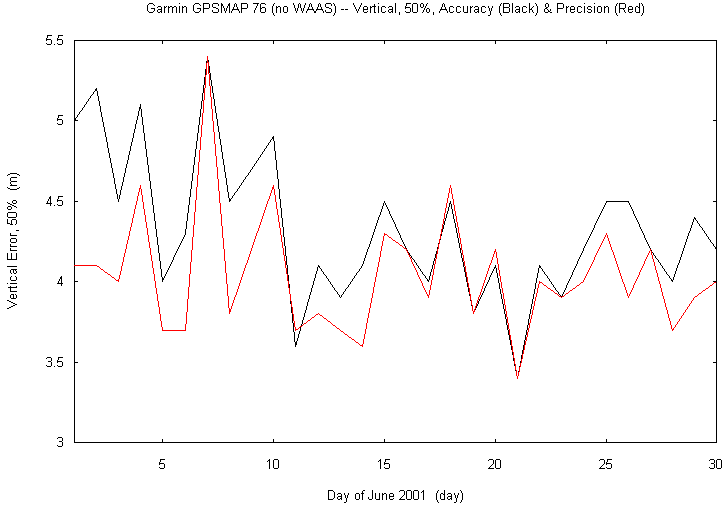 Garmin GPSMAP 76 (no WAAS) -- Vertical, 50%, Accuracy (Black) & Precision (Red)
5.5
5
4.5
4
3.5
3
Vertical Error, 50% (m)
5 10 15 20 25 30
Day of June 2001 (day)